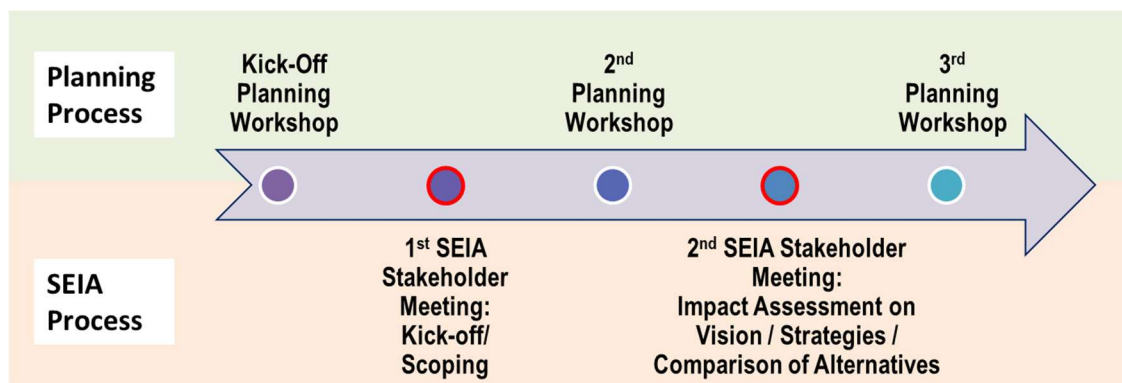 Planning
Process
Kick-Off
Planning
Workshop
2nd
Planning
Workshop
3rd
Planning
Workshop
SEIA
Process
1st SEIA
Stakeholder
Meeting:
Kick-off/
Scoping
2nd SEIA Stakeholder
Meeting:
Impact Assessment on
Vision / Strategies /
Comparison of Alternatives